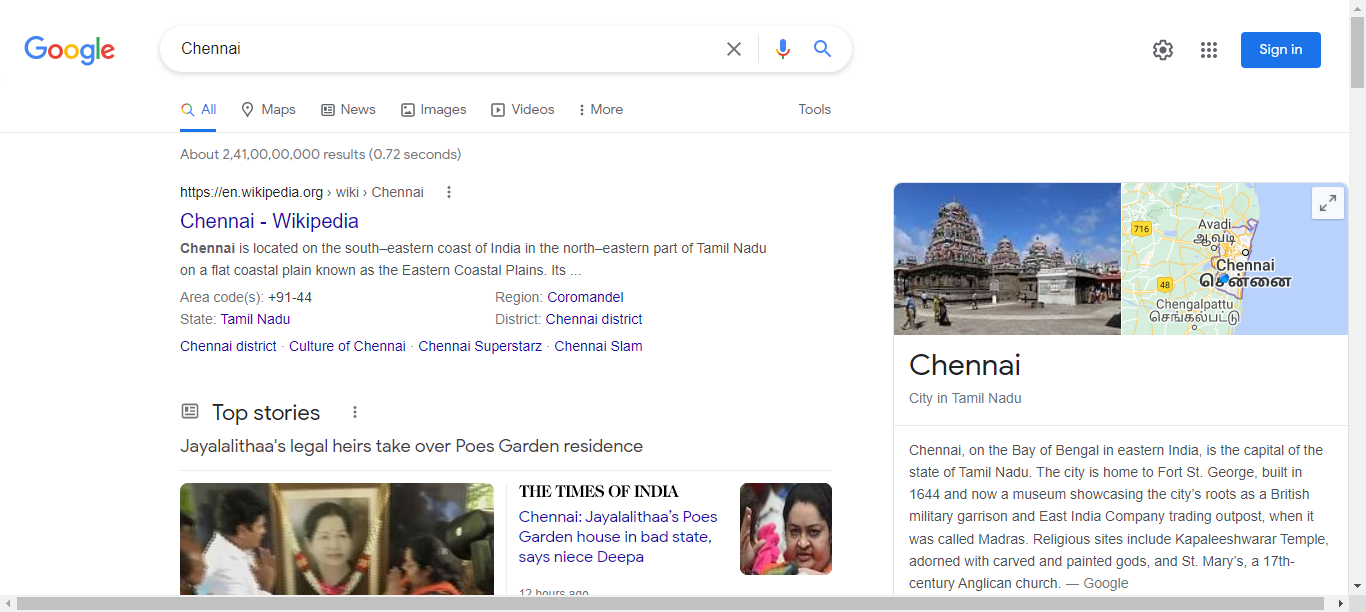 Google
Chennai
Sign in
All
Maps
News
Images
Videos
More
Tools
About 2,41,00,00,000 results (0.72 seconds)
https://en.wikipedia.org › wiki › Chennai
Chennai - Wikipedia
Chennai is located on the south–eastern coast of India in the north–eastern part of Tamil Nadu
on a flat coastal plain known as the Eastern Coastal Plains. Its ...
Area code(s): +91-44
Region: Coromandel
State: Tamil Nadu
District: Chennai district
Chennai district · Culture of Chennai · Chennai Superstarz · Chennai Slam
Top stories
Jayalalithaa's legal heirs take over Poes Garden residence
THE TIMES OF INDIA
Chennai: Jayalalithaa's Poes
Garden house in bad state,
says niece Deepa
12 hours ago
716
Avadi
ஆவடி
Chennai
சென்னை
48
Chengalpattu
செங்கல்பட்டு
Chennai
City in Tamil Nadu
Chennai, on the Bay of Bengal in eastern India, is the capital of the
state of Tamil Nadu. The city is home to Fort St. George, built in
1644 and now a museum showcasing the city's roots as a British
military garrison and East India Company trading outpost, when it
was called Madras. Religious sites include Kapaleeshwarar Temple,
adorned with carved and painted gods, and St. Mary's, a 17th-
century Anglican church. — Google